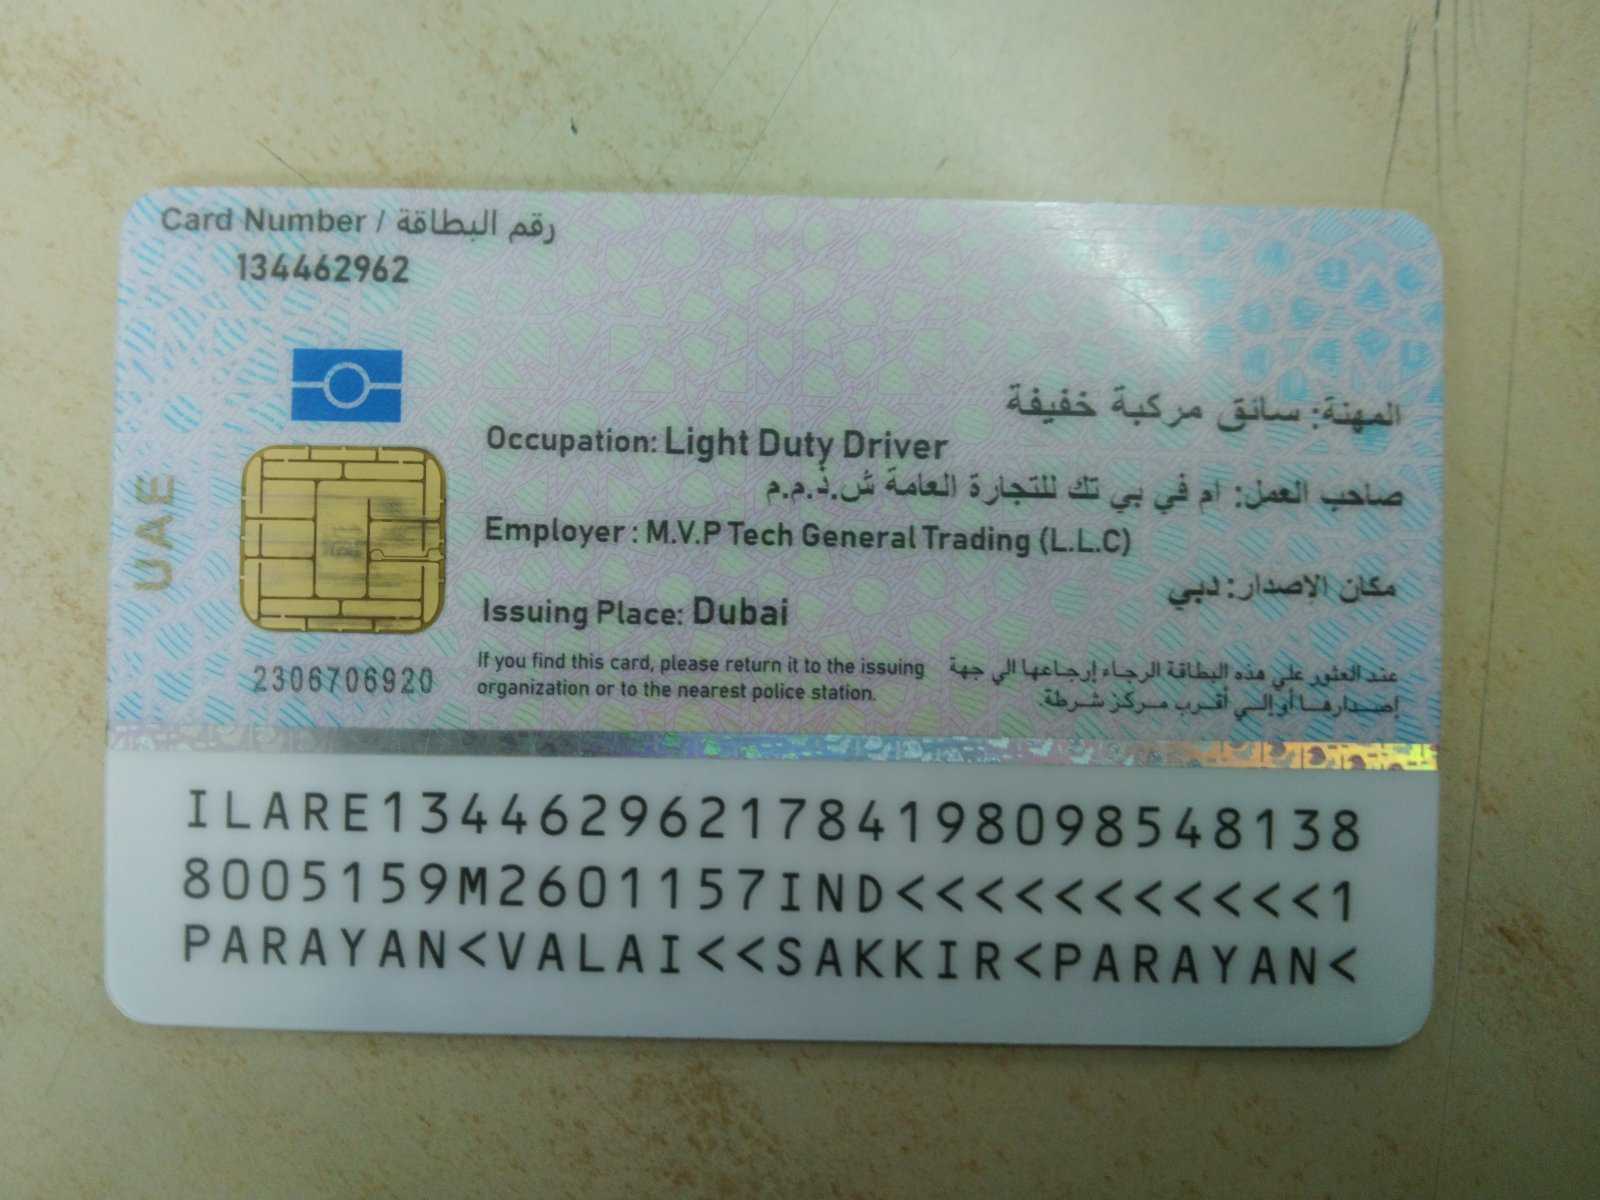 Card Number / رقم البطاقة
134462962
المهنة: سائق مركبة خفيفة
Occupation: Light Duty Driver
صاحب العمل: ام في بي تك للتجارة العامة ش.ذ.م.م
Employer : M.V.P Tech General Trading (L.L.C)
مكان الإصدار: دبي
Issuing Place: Dubai
UAE
2306706920
If you find this card, please return it to the issuing
organization or to the nearest police station.
عند العثور علي هذه البطاقة الرجاء إرجاعها الي جهة
إصدارها أو إلي أقرب مركز شرطة.
ILARE1344629621784198098548138
8005159M2601157IND<<<<<<<<<<<1
PARAYAN<VALAI<<SAKKIR<PARAYAN<